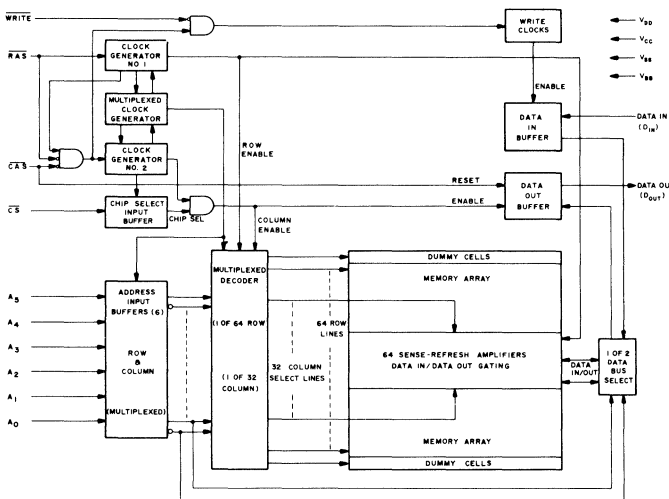 WRITE
WRITE CLOCKS
VDD
VCC
VSS
VBB
RAS
CLOCK GENERATOR NO. 1
MULTIPLEXED CLOCK GENERATOR
CLOCK GENERATOR NO. 2
CAS
CS
CHIP SELECT INPUT BUFFER
CHIP SEL
ROW ENABLE
COLUMN ENABLE
ENABLE
DATA IN BUFFER
DATA IN (DIN)
RESET
ENABLE
DATA OUT BUFFER
DATA OU (DOUT)
A5
A4
A3
A2
A1
A0
ADDRESS INPUT BUFFERS (6)
ROW & COLUMN
(MULTIPLEXED)
MULTIPLEXED DECODER
(1 OF 64 ROW)
(1 OF 32 COLUMN)
64 ROW LINES
32 COLUMN SELECT LINES
DUMMY CELLS
MEMORY ARRAY
64 SENSE-REFRESH AMPLIFIERS
DATA IN/DATA OUT GATING
MEMORY ARRAY
DUMMY CELLS
DATA IN/OUT
1 OF 2 DATA BUS SELECT